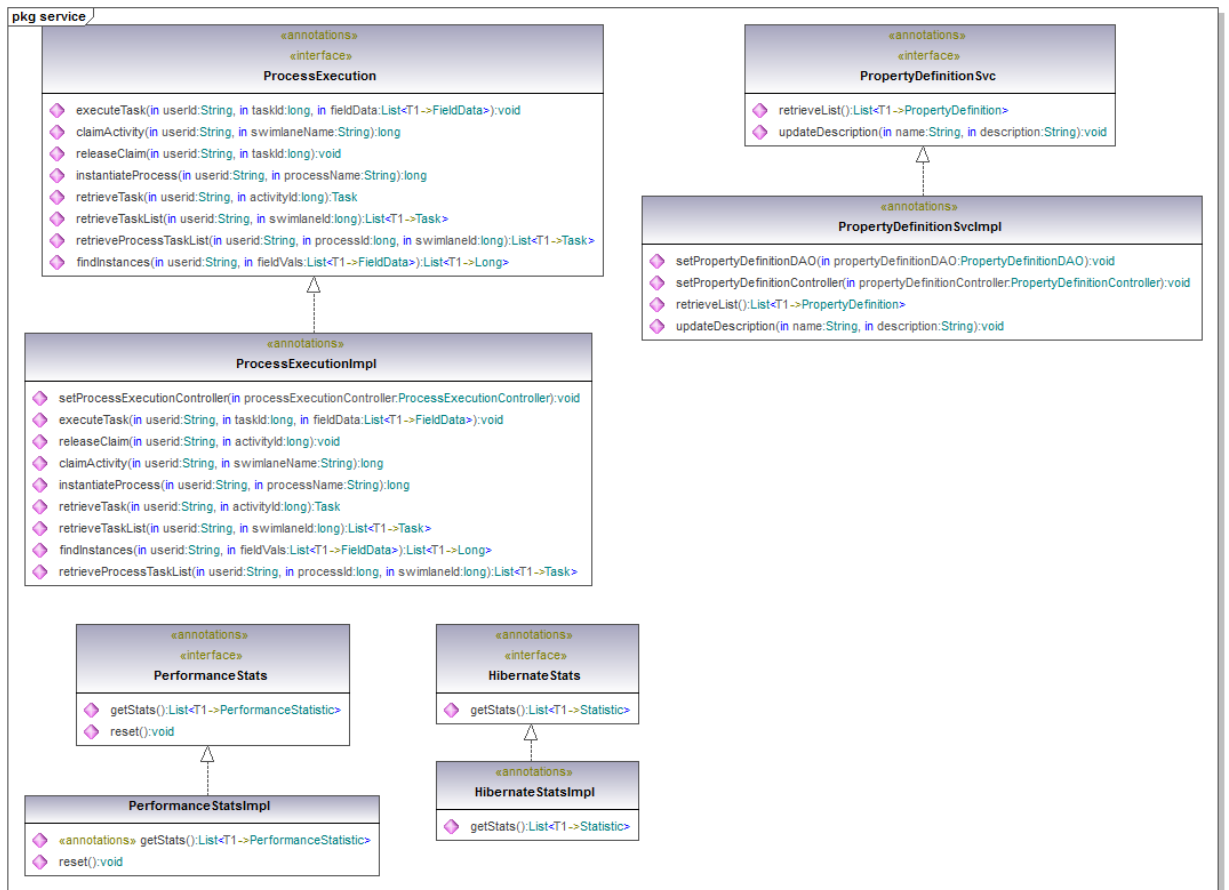 pkg service
«annotations»
«interface»
ProcessExecution
executeTask(in userId:String, in taskId:long, in fieldData:List<T1->FieldData>):void
claimActivity(in userid:String, in swimlaneName:String):long
releaseClaim(in userid:String, in taskId:long):void
instantiateProcess(in userid:String, in processName:String):long
retrieveTask(in userid:String, in activityId:long):Task
retrieveTaskList(in userid:String, in swimlaneId:long):List<T1->Task>
retrieveProcessTaskList(in userid:String, in processId:long, in swimlaneId:long):List<T1->Task>
findInstances(in userid:String, in fieldVals:List<T1->FieldData>):List<T1->Long>
«annotations»
«interface»
PropertyDefinitionSvc
retrieveList():List<T1->PropertyDefinition>
updateDescription(in name:String, in description:String):void
«annotations»
PropertyDefinitionSvcImpl
setPropertyDefinitionDAO(in propertyDefinitionDAO:PropertyDefinitionDAO):void
setPropertyDefinitionController(in propertyDefinitionController:PropertyDefinitionController):void
retrieveList():List<T1->PropertyDefinition>
updateDescription(in name:String, in description:String):void
«annotations»
ProcessExecutionImpl
setProcessExecutionController(in processExecutionController:ProcessExecutionController):void
executeTask(in userid:String, in taskId:long, in fieldData:List<T1->FieldData>):void
releaseClaim(in userid:String, in activityId:long):void
claimActivity(in userid:String, in swimlaneName:String):long
instantiateProcess(in userid:String, in processName:String):long
retrieveTask(in userid:String, in activityId:long):Task
retrieveTaskList(in userid:String, in swimlaneId:long):List<T1->Task>
findInstances(in userid:String, in fieldVals:List<T1->FieldData>):List<T1->Long>
retrieveProcessTaskList(in userid:String, in processId:long, in swimlaneId:long):List<T1->Task>
«annotations»
«interface»
PerformanceStats
getStats():List<T1->PerformanceStatistic>
reset():void
«annotations»
«interface»
HibernateStats
getStats():List<T1->Statistic>
PerformanceStatsImpl
«annotations» getStats():List<T1->PerformanceStatistic>
reset():void
«annotations»
HibernateStatsImpl
getStats():List<T1->Statistic>